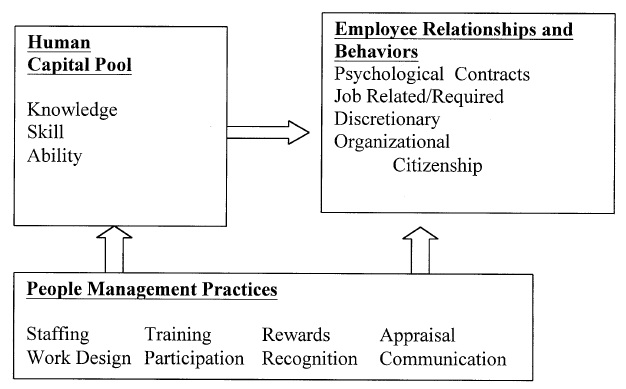 Human
Capital Pool
Knowledge
Skill
Ability
Employee Relationships and
Behaviors
Psychological Contracts
Job Related/Required
Discretionary
Organizational
Citizenship
People Management Practices
Staffing Training Rewards Appraisal
Work Design Participation Recognition Communication